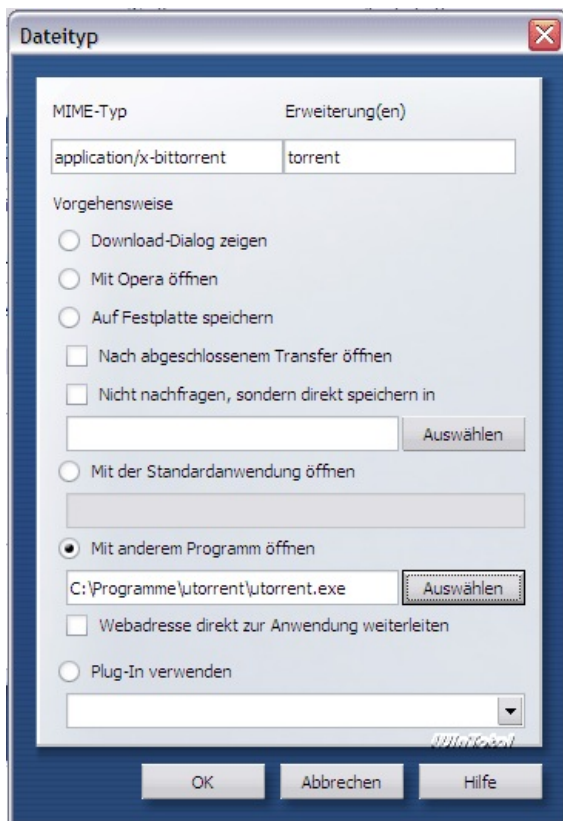 Dateityp
MIME-Typ Erweiterung(en)
application/x-bittorrent torrent
Vorgehensweise
Download-Dialog zeigen
Mit Opera öffnen
Auf Festplatte speichern
Nach abgeschlossenem Transfer öffnen
Nicht nachfragen, sondern direkt speichern in
Auswählen
Mit der Standardanwendung öffnen
Mit anderem Programm öffnen
C:\Programme\utorrent\utorrent.exe Auswählen
Webadresse direkt zur Anwendung weiterleiten
Plug-In verwenden
OK Abbrechen Hilfe